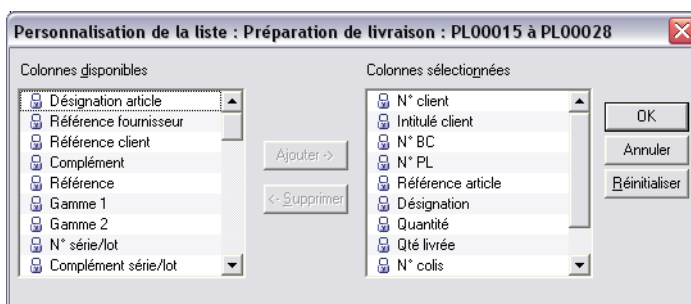 Personnalisation de la liste : Préparation de livraison : PL00015 à PL00028
Colonnes disponibles
Désignation article
Référence fournisseur
Référence client
Complément
Référence
Gamme 1
Gamme 2
N° série/lot
Complément série/lot
Ajouter ->
<- Supprimer
Colonnes sélectionnées
N° client
Intitulé client
N° BC
N° PL
Référence article
Désignation
Quantité
Qté livrée
N° colis
OK
Annuler
Réinitialiser